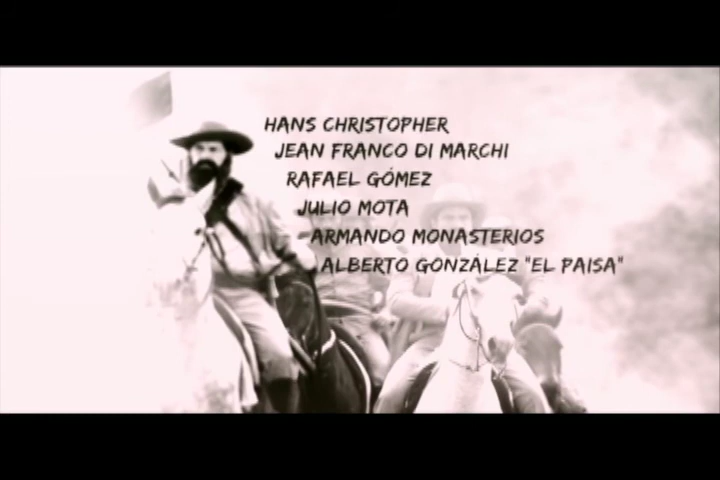 HANS CHRISTOPHER
JEAN FRANCO DI MARCHI
RAFAEL GÓMEZ
JULIO MOTA
ARMANDO MONASTERIOS
ALBERTO GONZÁLEZ "EL PAISA"